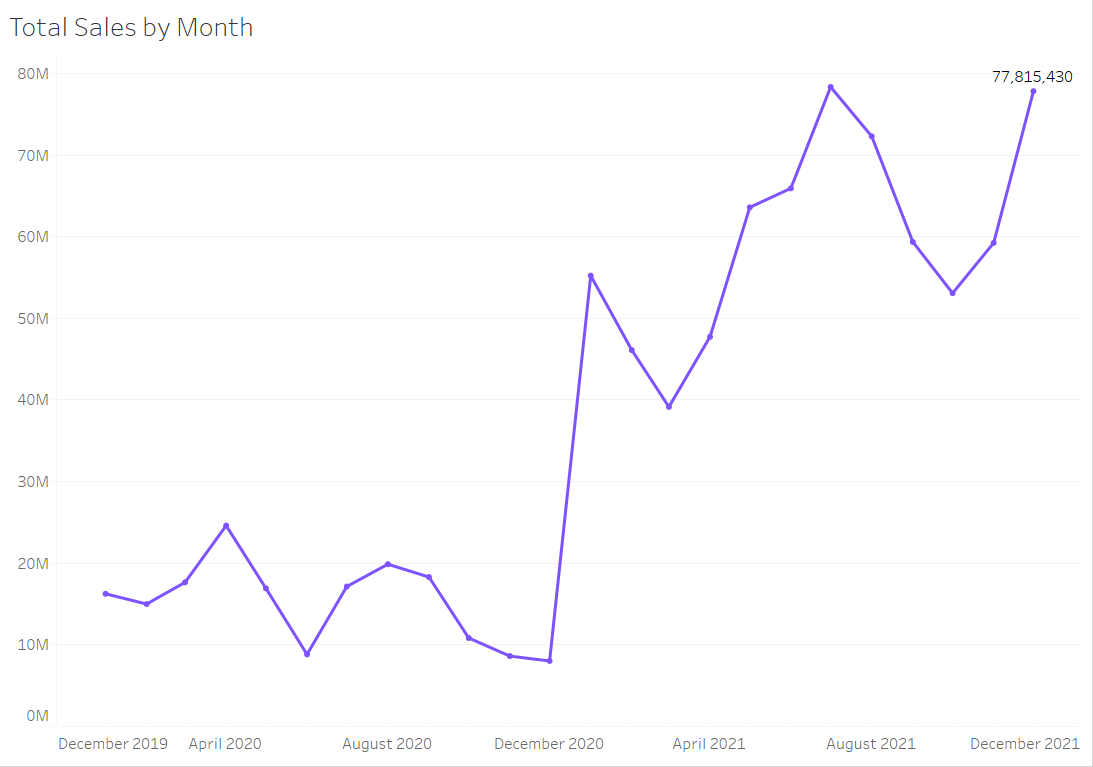 Total Sales by Month
77,815,430
80M
70M
60M
50M
40M
30M
20M
10M
0M
December 2019 April 2020 August 2020 December 2020 April 2021 August 2021 December 2021